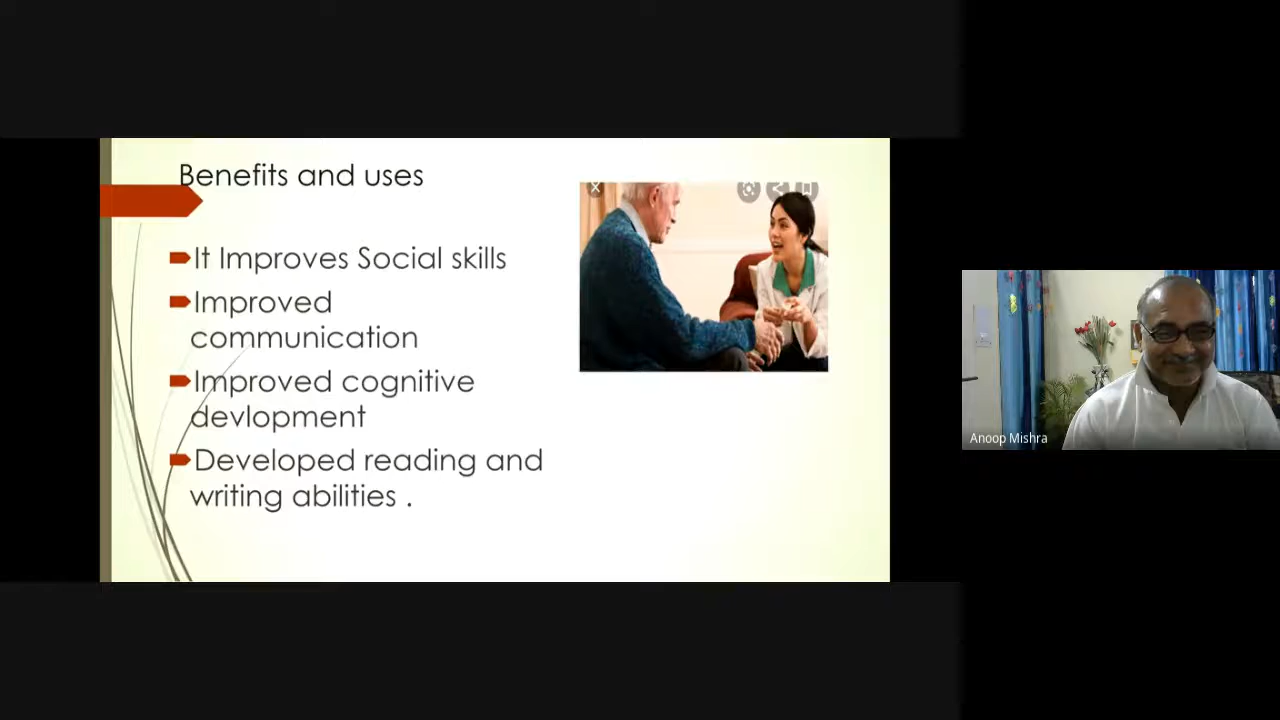 Benefits and uses
It Improves Social skills
Improved
communication
Improved cognitive
devlopment
Developed reading and
writing abilities .
Anoop Mishra